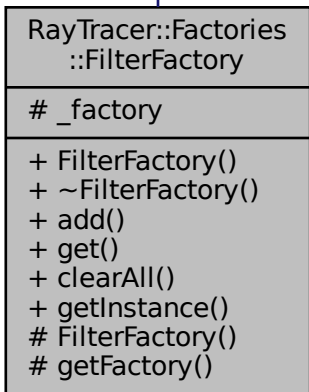 RayTracer::Factories
::FilterFactory
# _factory
+ FilterFactory()
+ ~FilterFactory()
+ add()
+ get()
+ clearAll()
+ getInstance()
# FilterFactory()
# getFactory()